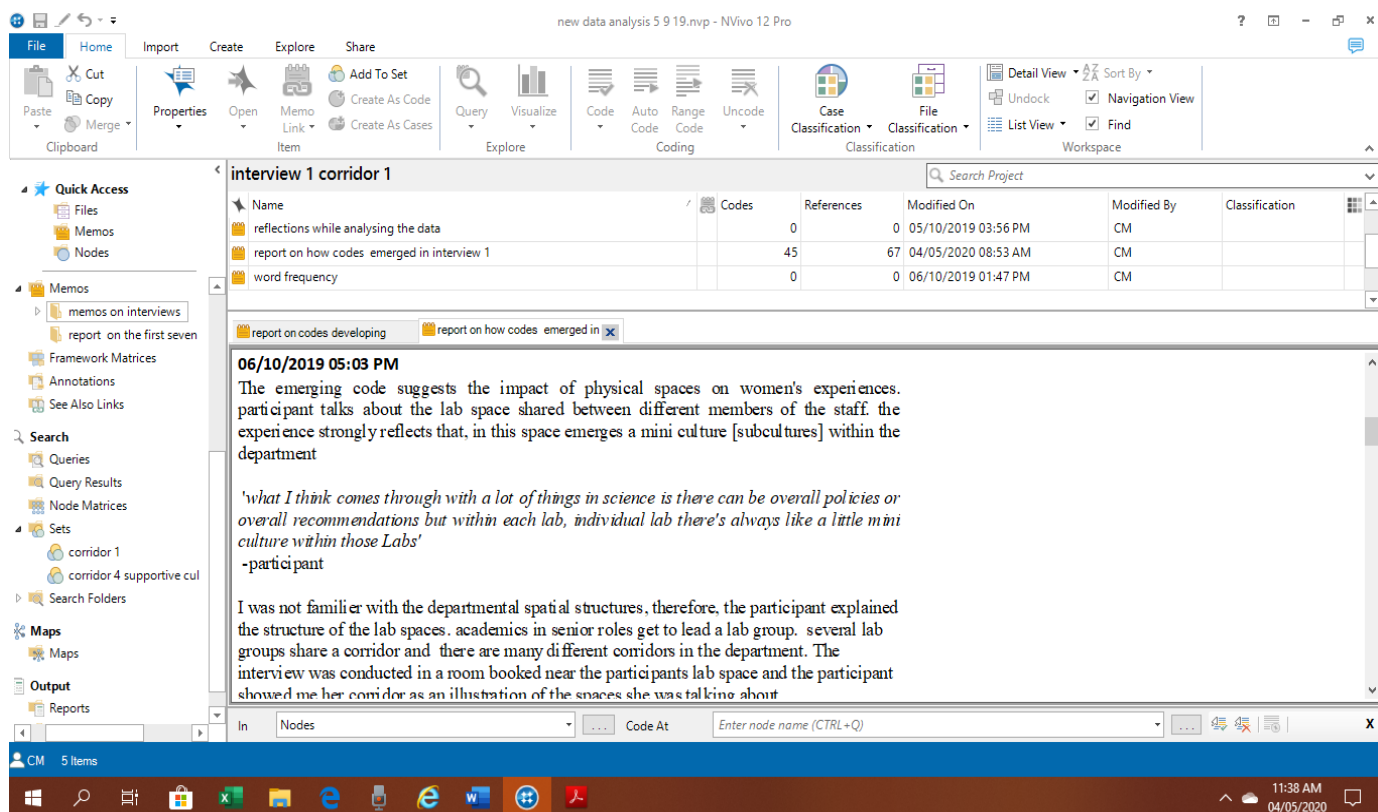 new data analysis 5 9 19.nvp - NVivo 12 Pro
File Home Import Create Explore Share
Paste
Cut
Copy
Merge
Clipboard
Properties
Open
Memo Link
Add To Set
Create As Code
Create As Cases
Item
Query
Visualize
Explore
Code
Auto Code
Range Code
Uncode
Coding
Case Classification
File Classification
Classification
Detail View
Sort By
Undock
Navigation View
List View
Find
Workspace
Quick Access
Files
Memos
Nodes
Memos
memos on interviews
report on the first seven
Framework Matrices
Annotations
See Also Links
Search
Queries
Query Results
Node Matrices
Sets
corridor 1
corridor 4 supportive cul
Search Folders
Maps
Maps
Output
Reports
interview 1 corridor 1
Search Project
Name Codes References Modified On Modified By Classification
reflections while analysing the data 0 0 05/10/2019 03:56 PM CM
report on how codes emerged in interview 1 45 67 04/05/2020 08:53 AM CM
word frequency 0 0 06/10/2019 01:47 PM CM
report on codes developing
report on how codes emerged in
06/10/2019 05:03 PM
The emerging code suggests the impact of physical spaces on women's experiences.
participant talks about the lab space shared between different members of the staff. the
experience strongly reflects that, in this space emerges a mini culture [subcultures] within the
department
'what I think comes through with a lot of things in science is there can be overall policies or
overall recommendations but within each lab, individual lab there's always like a little mini
culture within those Labs'
-participant
I was not familier with the departmental spatial structures, therefore, the participant explained
the structure of the lab spaces. academics in senior roles get to lead a lab group. several lab
groups share a corridor and there are many different corridors in the department. The
interview was conducted in a room booked near the participants lab space and the participant
showed me her corridor as an illustration of the spaces she was talking about
In Nodes ... Code At Enter node name (CTRL+Q) ... X
CM 5 Items
11:38 AM
04/05/2020